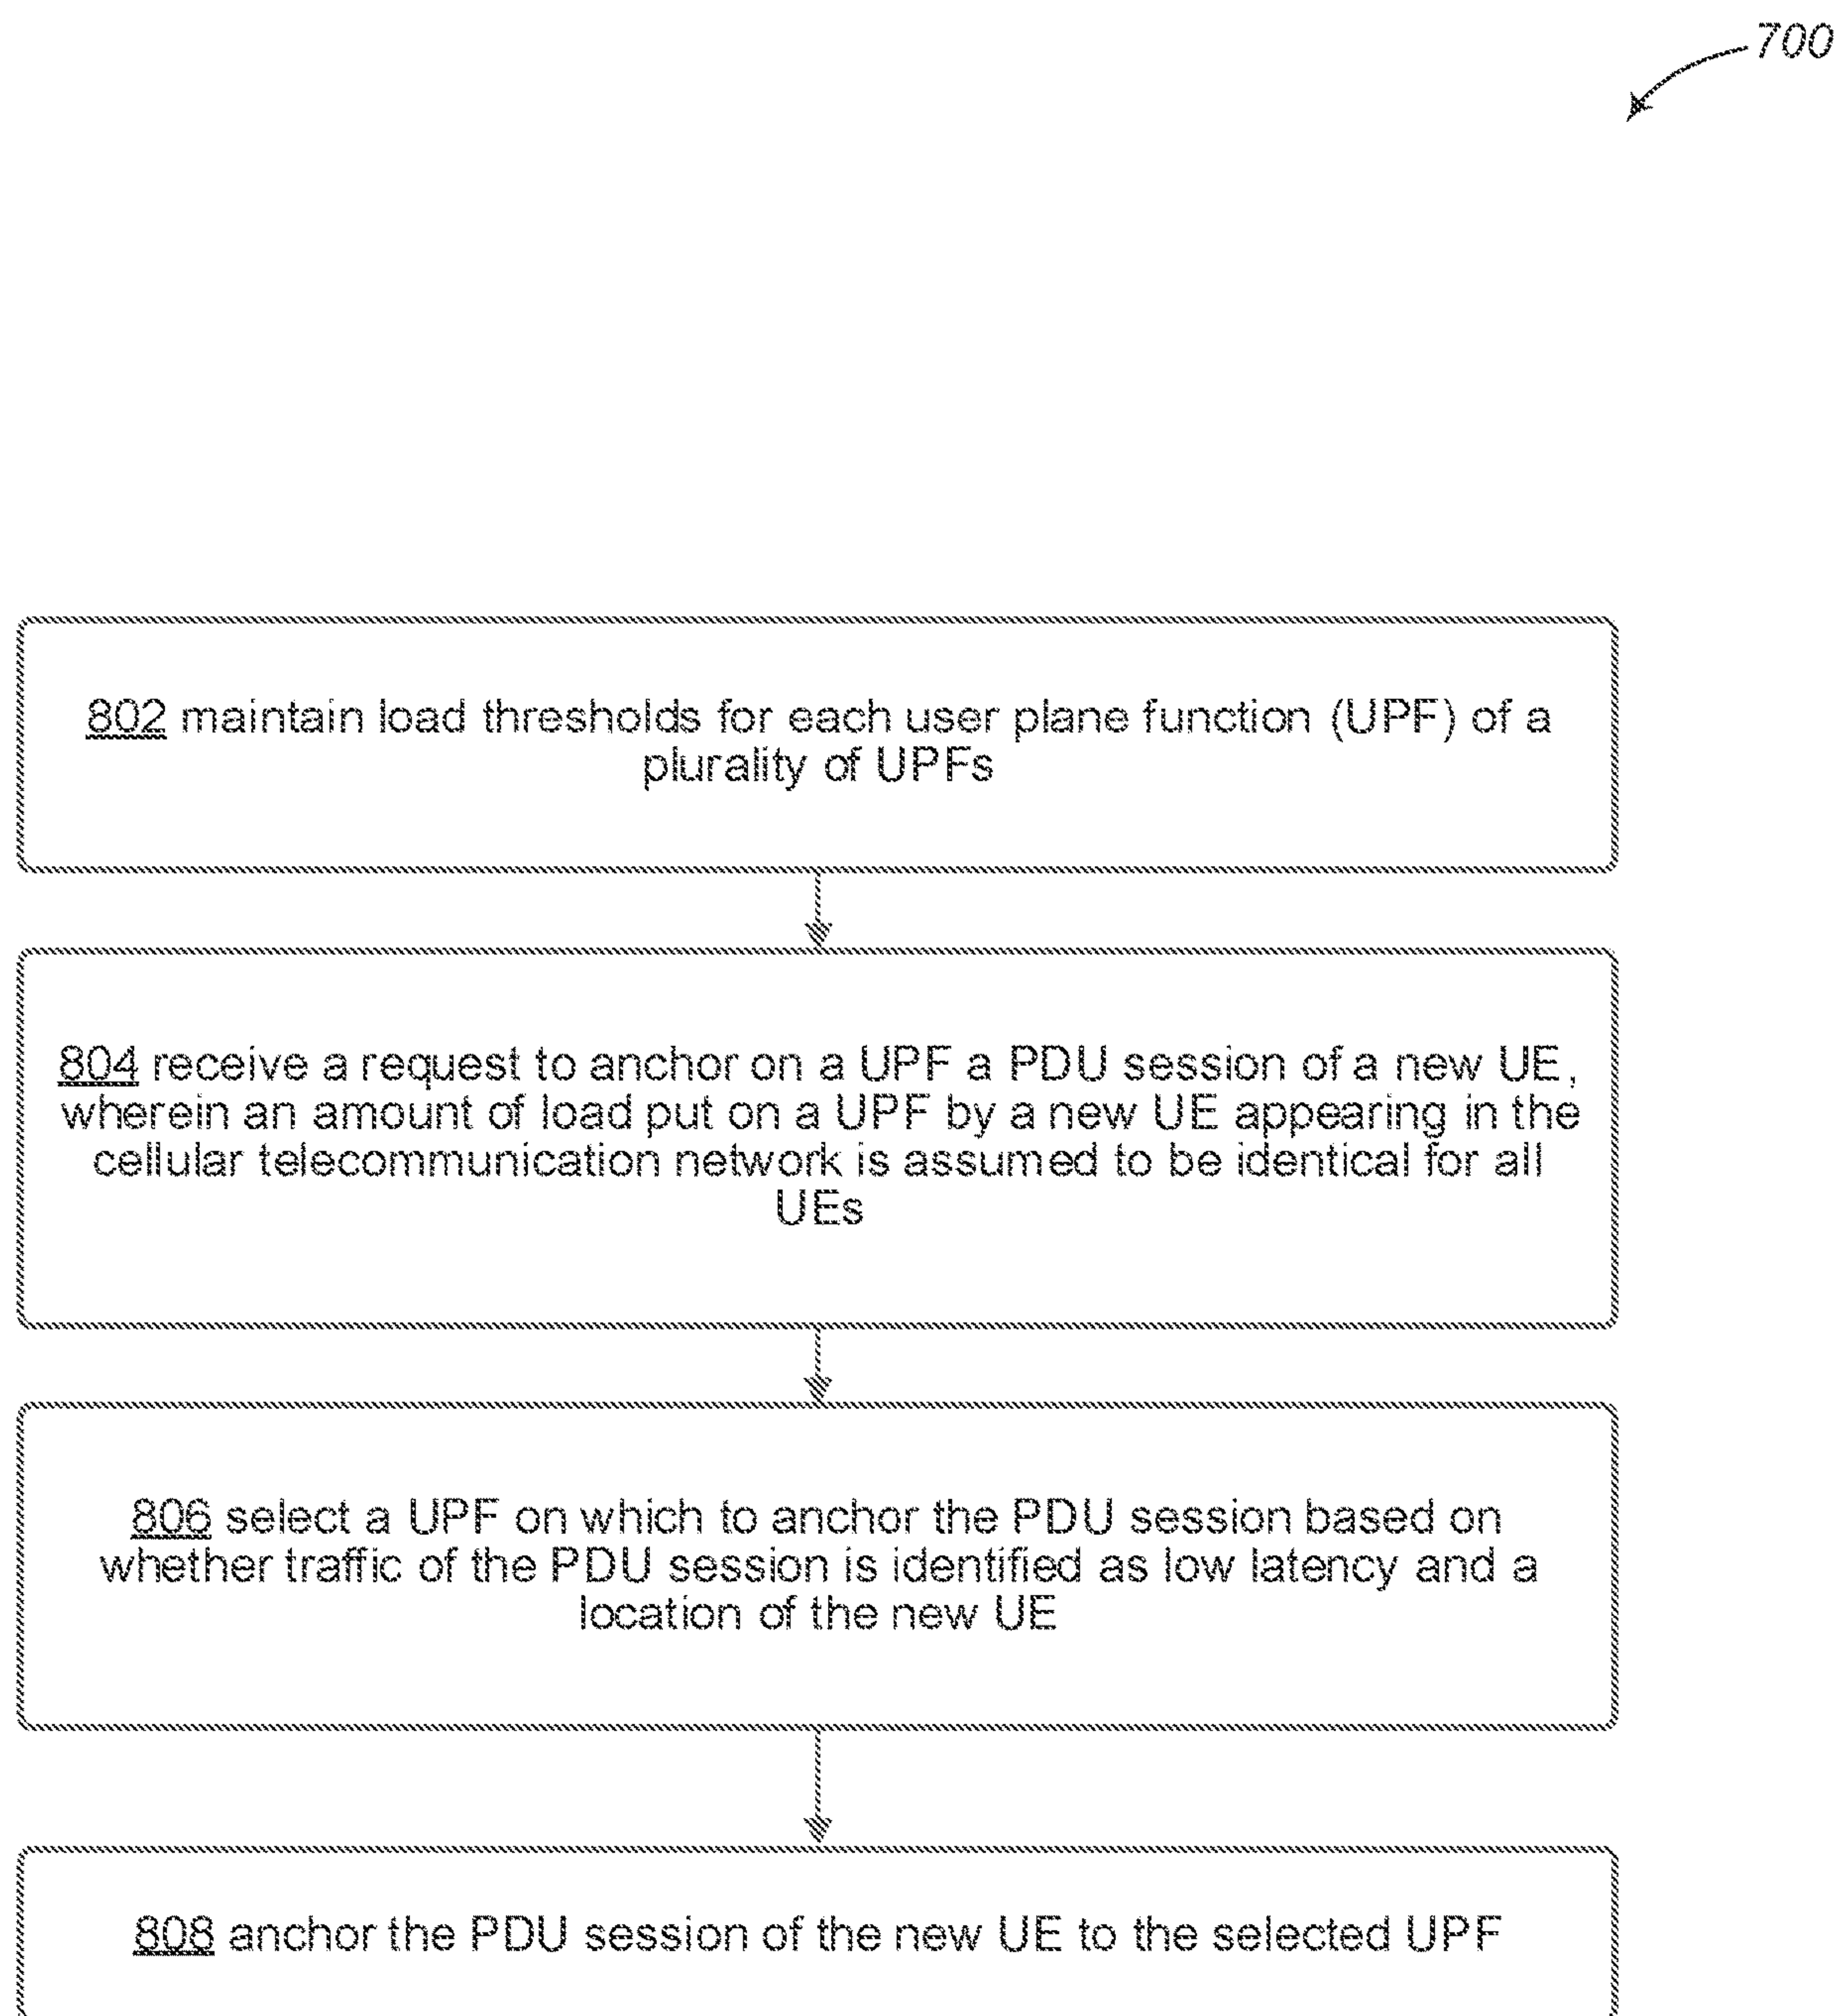 700
802 maintain load thresholds for each user plane function (UPF) of a
plurality of UPFs
804 receive a request to anchor on a UPF a PDU session of a new UE,
wherein an amount of load put on a UPF by a new UE appearing in the
cellular telecommunication network is assumed to be identical for all
UEs
806 select a UPF on which to anchor the PDU session based on
whether traffic of the PDU session is identified as low latency and a
location of the new UE
808 anchor the PDU session of the new UE to the selected UPF